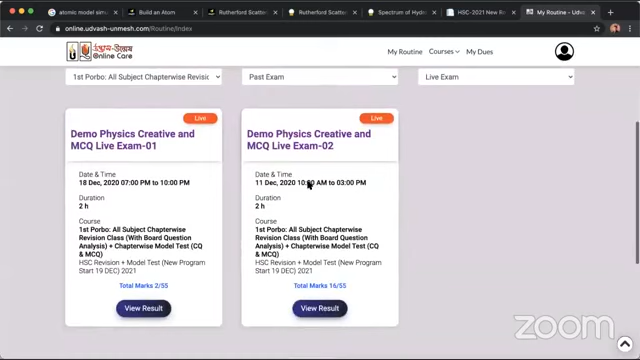 atomic model simu
Build an Atom
Rutherford Scatte
Rutherford Scatter
Spectrum of Hyde
HSC-2021 New R
My Routine - Udv
online.udvash-unmesh.com/Routine/Index
উদ্ভাস-উন্মেষ
Online Care
My Routine
Courses
My Dues
1st Porbo: All Subject Chapterwise Revisic
Past Exam
Live Exam
Live
Demo Physics Creative and
MCQ Live Exam-01
Date & Time
18 Dec, 2020 07:00 PM to 10:00 PM
Duration
2 h
Course
1st Porbo: All Subject Chapterwise
Revision Class (With Board Question
Analysis) + Chapterwise Model Test (CQ
& MCQ)
HSC Revision + Model Test (New Program
Start 19 DEC) 2021
Total Marks 2/55
View Result
Live
Demo Physics Creative and
MCQ Live Exam-02
Date & Time
11 Dec, 2020 10:00 AM to 03:00 PM
Duration
2 h
Course
1st Porbo: All Subject Chapterwise
Revision Class (With Board Question
Analysis) + Chapterwise Model Test (CQ
& MCQ)
HSC Revision + Model Test (New Program
Start 19 DEC) 2021
Total Marks 16/55
View Result
zoom